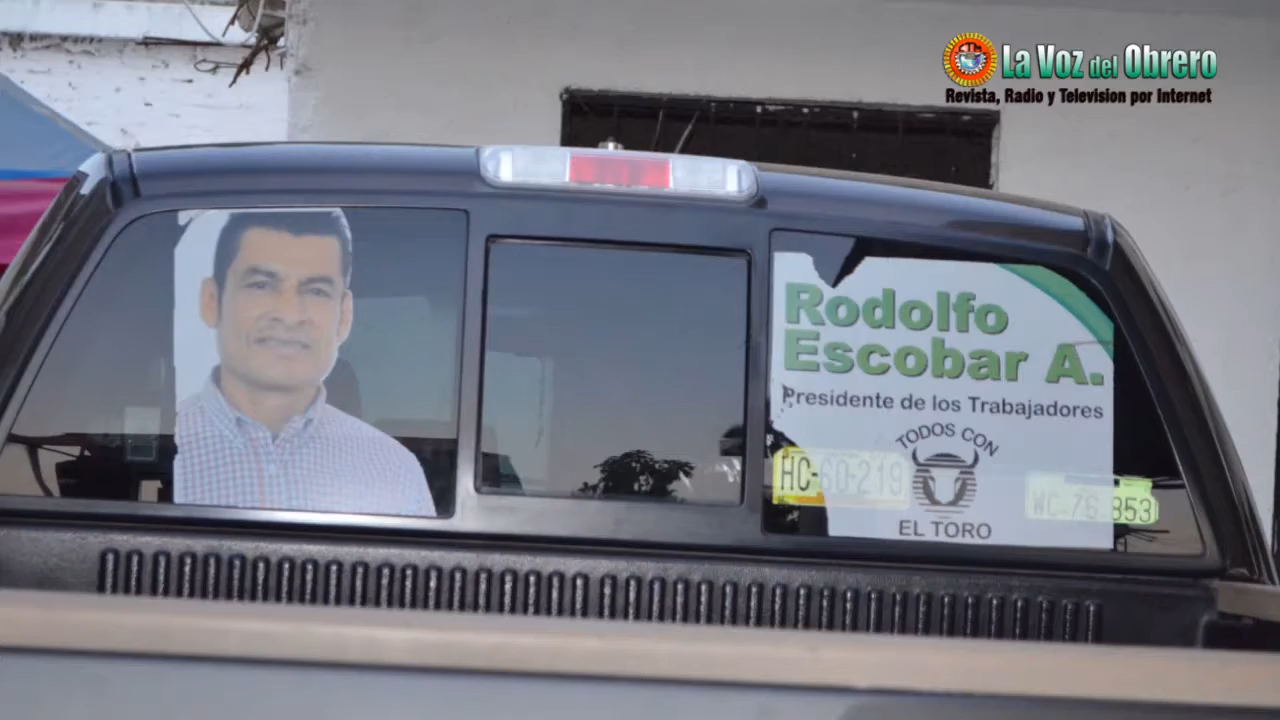 CTM
La Voz del Obrero
Revista, Radio y Television por Internet
Rodolfo
Escobar A.
Presidente de los Trabajadores
TODOS CON
EL TORO
HC-60-219
WC 76 853